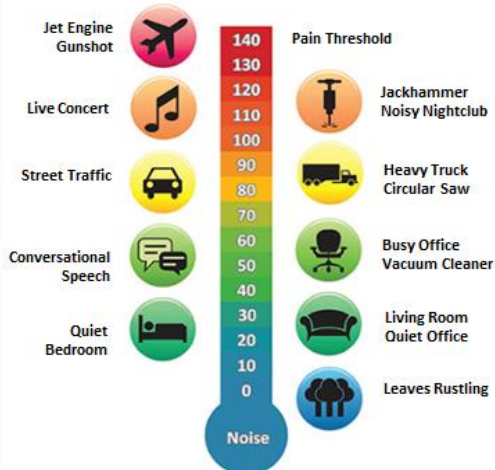 Jet Engine
Gunshot
140
Pain Threshold
130
120
Live Concert
110
Jackhammer
Noisy Nightclub
100
90
Street Traffic
80
Heavy Truck
Circular Saw
70
60
Conversational
Speech
50
Busy Office
Vacuum Cleaner
40
30
Quiet
Bedroom
20
Living Room
Quiet Office
10
0
Leaves Rustling
Noise